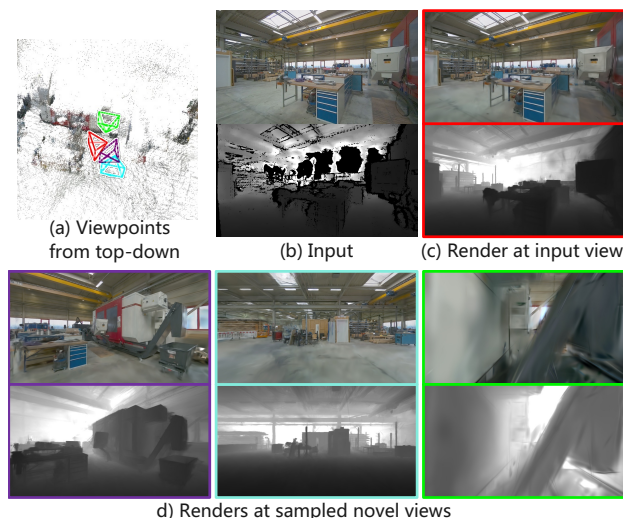 (a) Viewpoints
from top-down
(b) Input
(c) Render at input view
d) Renders at sampled novel views